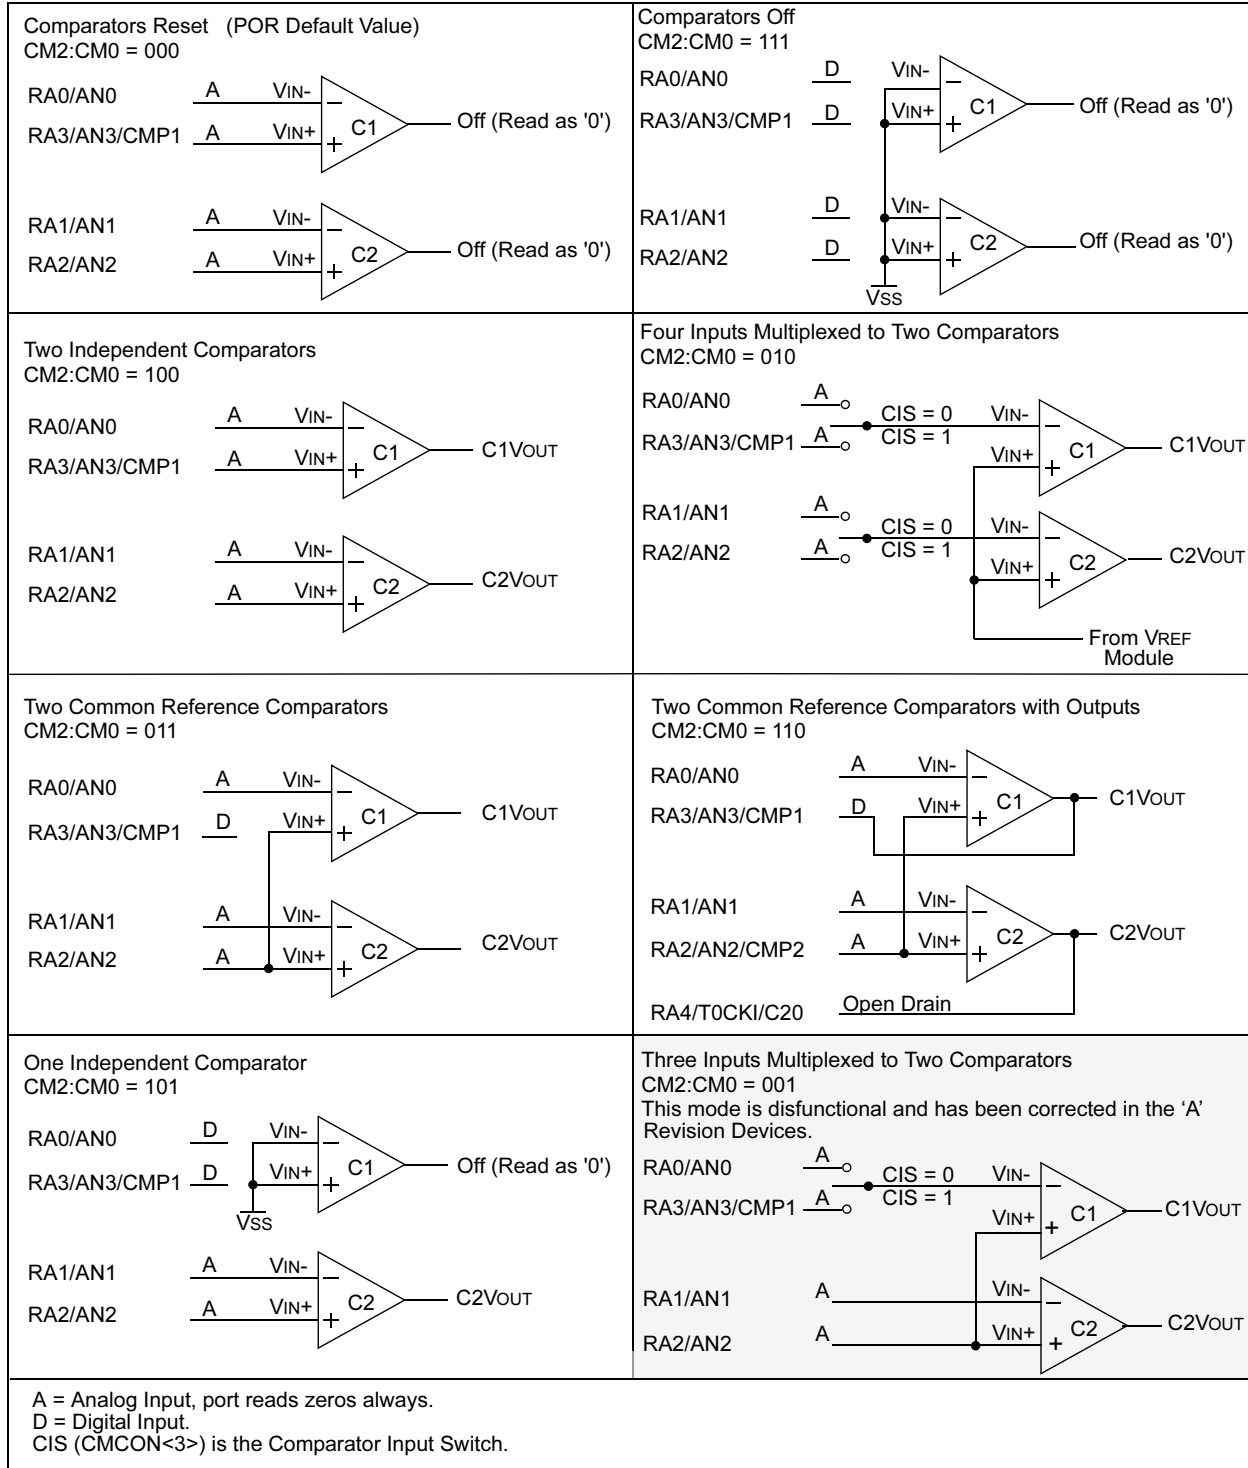 Comparators Reset (POR Default Value)
CM2:CM0 = 000
RA0/AN0 A VIN- −
RA3/AN3/CMP1 A VIN+ + C1 Off (Read as '0')
RA1/AN1 A VIN- −
RA2/AN2 A VIN+ + C2 Off (Read as '0')
Comparators Off
CM2:CM0 = 111
RA0/AN0 D VIN- −
RA3/AN3/CMP1 D VIN+ + C1 Off (Read as '0')
RA1/AN1 D VIN- −
RA2/AN2 D VIN+ + C2 Off (Read as '0')
VSS
Two Independent Comparators
CM2:CM0 = 100
RA0/AN0 A VIN- −
RA3/AN3/CMP1 A VIN+ + C1 C1VOUT
RA1/AN1 A VIN- −
RA2/AN2 A VIN+ + C2 C2VOUT
Four Inputs Multiplexed to Two Comparators
CM2:CM0 = 010
RA0/AN0 A CIS = 0 VIN- −
RA3/AN3/CMP1 A CIS = 1 VIN+ + C1 C1VOUT
RA1/AN1 A CIS = 0 VIN- −
RA2/AN2 A CIS = 1 VIN+ + C2 C2VOUT
From VREF
Module
Two Common Reference Comparators
CM2:CM0 = 011
RA0/AN0 A VIN- −
RA3/AN3/CMP1 D VIN+ + C1 C1VOUT
RA1/AN1 A VIN- −
RA2/AN2 A VIN+ + C2 C2VOUT
Two Common Reference Comparators with Outputs
CM2:CM0 = 110
RA0/AN0 A VIN- −
RA3/AN3/CMP1 D VIN+ + C1 C1VOUT
RA1/AN1 A VIN- −
RA2/AN2/CMP2 A VIN+ + C2 C2VOUT
RA4/T0CKI/C20 Open Drain
One Independent Comparator
CM2:CM0 = 101
RA0/AN0 D VIN- −
RA3/AN3/CMP1 D VIN+ + C1 Off (Read as '0')
VSS
RA1/AN1 A VIN- −
RA2/AN2 A VIN+ + C2 C2VOUT
Three Inputs Multiplexed to Two Comparators
CM2:CM0 = 001
This mode is disfunctional and has been corrected in the ‘A’
Revision Devices.
RA0/AN0 A CIS = 0 VIN- −
RA3/AN3/CMP1 A CIS = 1 VIN+ + C1 C1VOUT
RA1/AN1 A VIN- −
RA2/AN2 A VIN+ + C2 C2VOUT
A = Analog Input, port reads zeros always.
D = Digital Input.
CIS (CMCON<3>) is the Comparator Input Switch.